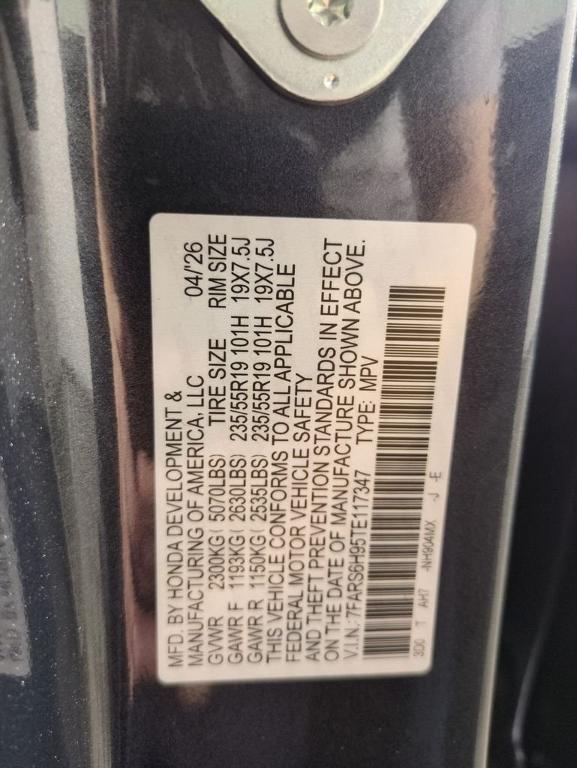 MFD. BY HONDA DEVELOPMENT &
MANUFACTURING OF AMERICA, LLC 04/'26
GVWR 2300KG( 5070LBS) TIRE SIZE RIM SIZE
GAWR F 1193KG( 2630LBS) 235/55R19 101H 19X7.5J
GAWR R 1150KG( 2535LBS) 235/55R19 101H 19X7.5J
THIS VEHICLE CONFORMS TO ALL APPLICABLE
FEDERAL MOTOR VEHICLE SAFETY
AND THEFT PREVENTION STANDARDS IN EFFECT
ON THE DATE OF MANUFACTURE SHOWN ABOVE.
V.I.N.: 7FARS6H95TE117347 TYPE: MPV
3D0 T AH7 -NH904MX -J -E